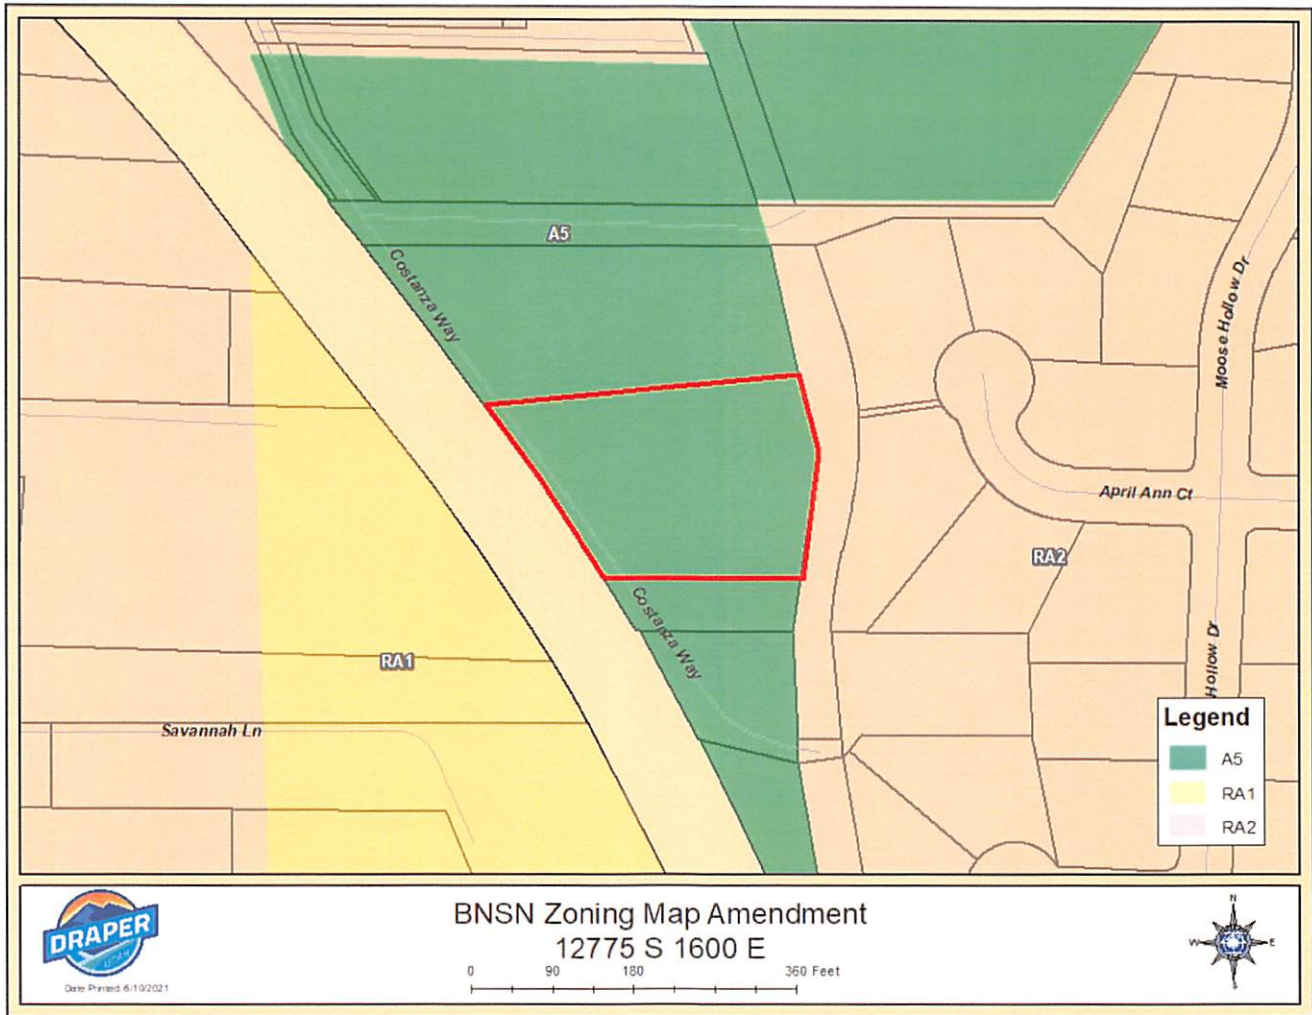 A5
Costanza Way
Moose Hollow Dr
April Ann Ct
RA2
Costanza Way
RA1
Hollow Dr
Savannah Ln
Legend
A5
RA1
RA2
DRAPER
UTAH
Date Printed: 6/10/2021
BNSN Zoning Map Amendment
12775 S 1600 E
0 90 180 360 Feet
N
W E
S